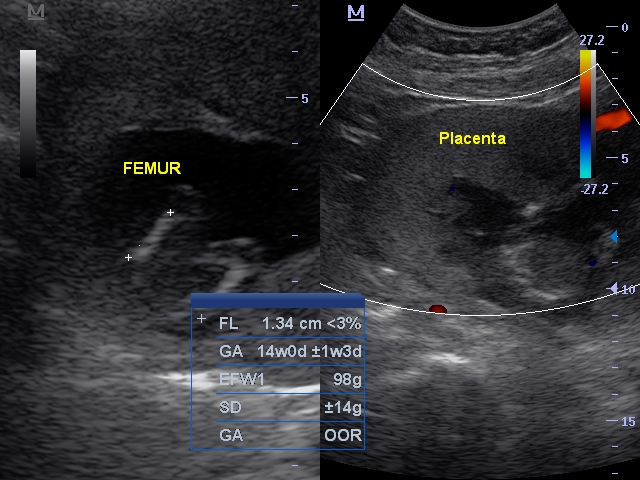 M
5
FEMUR
FL 1.34 cm <3%
GA 14w0d ±1w3d
EFW1 98g
SD ±14g
GA OOR
M
0
27.2
Placenta
5
-27.2
10
15